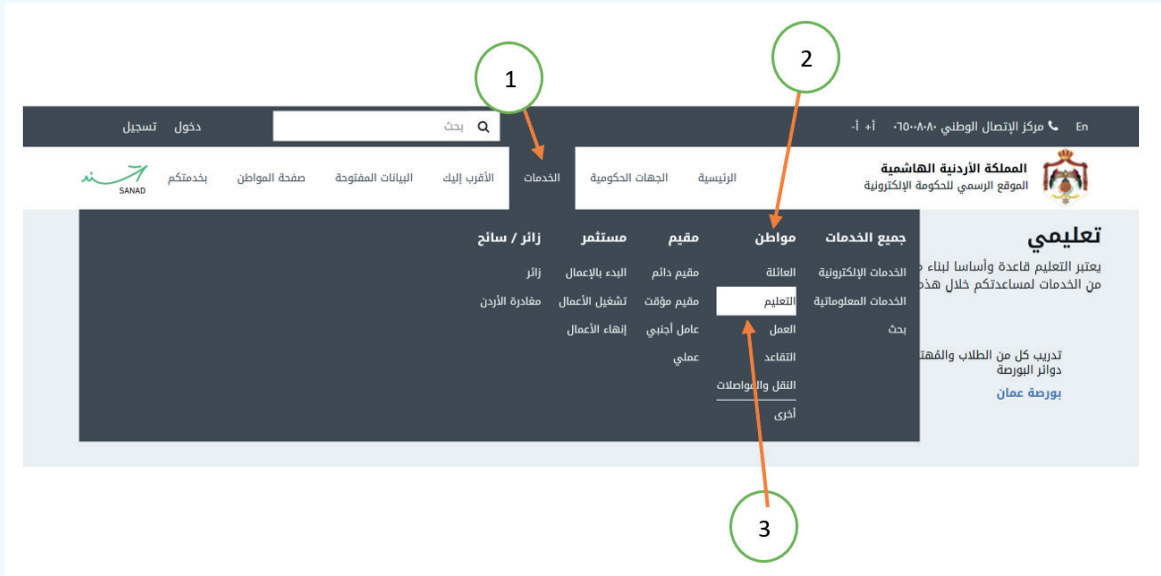 1
2
En مركز الإتصال الوطني ٠٦٥٠٠٨٠٨٠ أ+ أ-
بحث
دخول تسجيل
المملكة الأردنية الهاشمية
الموقع الرسمي للحكومة الإلكترونية
الرئيسية الجهات الحكومية الخدمات الأقرب إليك البيانات المفتوحة صفحة المواطن بخدمتكم
سند
SANAD
تعليمي
يعتبر التعليم قاعدة وأساسا لبناء
من الخدمات لمساعدتكم خلال هذه
جميع الخدمات
الخدمات الإلكترونية
الخدمات المعلوماتية
بحث
مواطن
العائلة
التعليم
العمل
التقاعد
النقل والمواصلات
أخرى
مقيم
مقيم دائم
مقيم مؤقت
عامل أجنبي
عملي
مستثمر
البدء بالإعمال
تشغيل الأعمال
إنهاء الأعمال
زائر / سائح
زائر
مغادرة الأردن
تدريب كل من الطلاب
دوائر البورصة
بورصة عمان
3